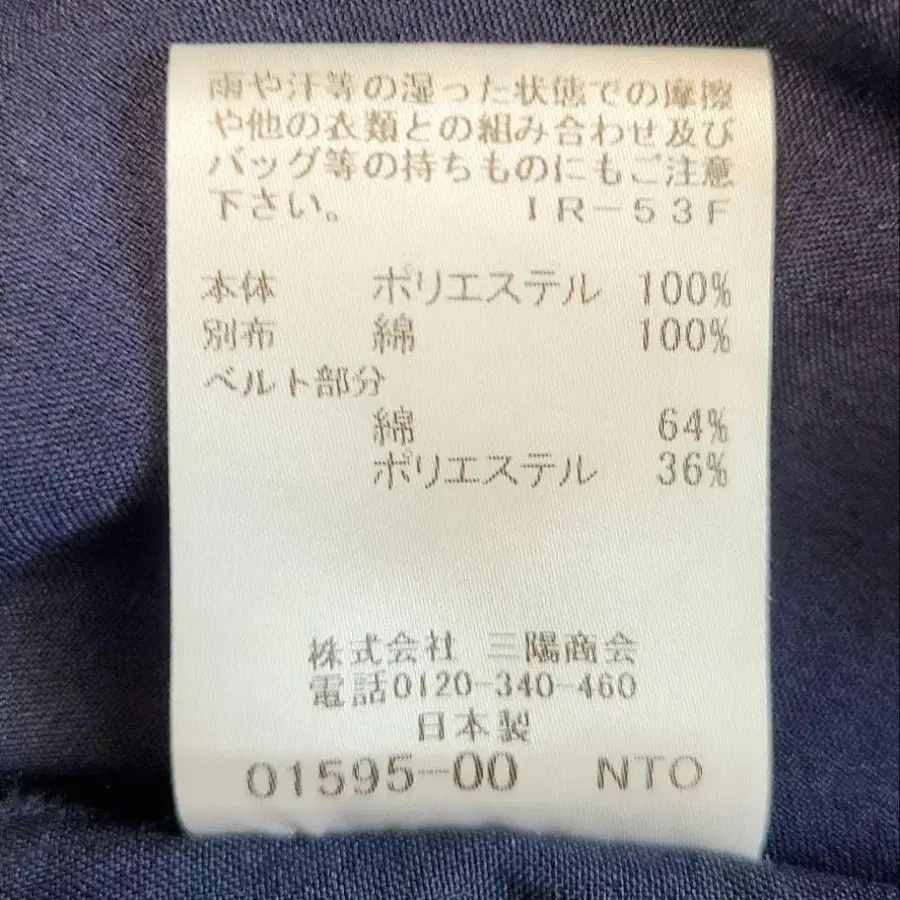 雨や汗等の湿った状態での摩擦
や他の衣類との組み合わせ及び
バッグ等の持ちものにもご注意
下さい。 IR-53F
本体 ポリエステル 100%
別布 綿 100%
ベルト部分
綿 64%
ポリエステル 36%
株式会社 三陽商会
電話0120-340-460
日本製
01595-00 NTO